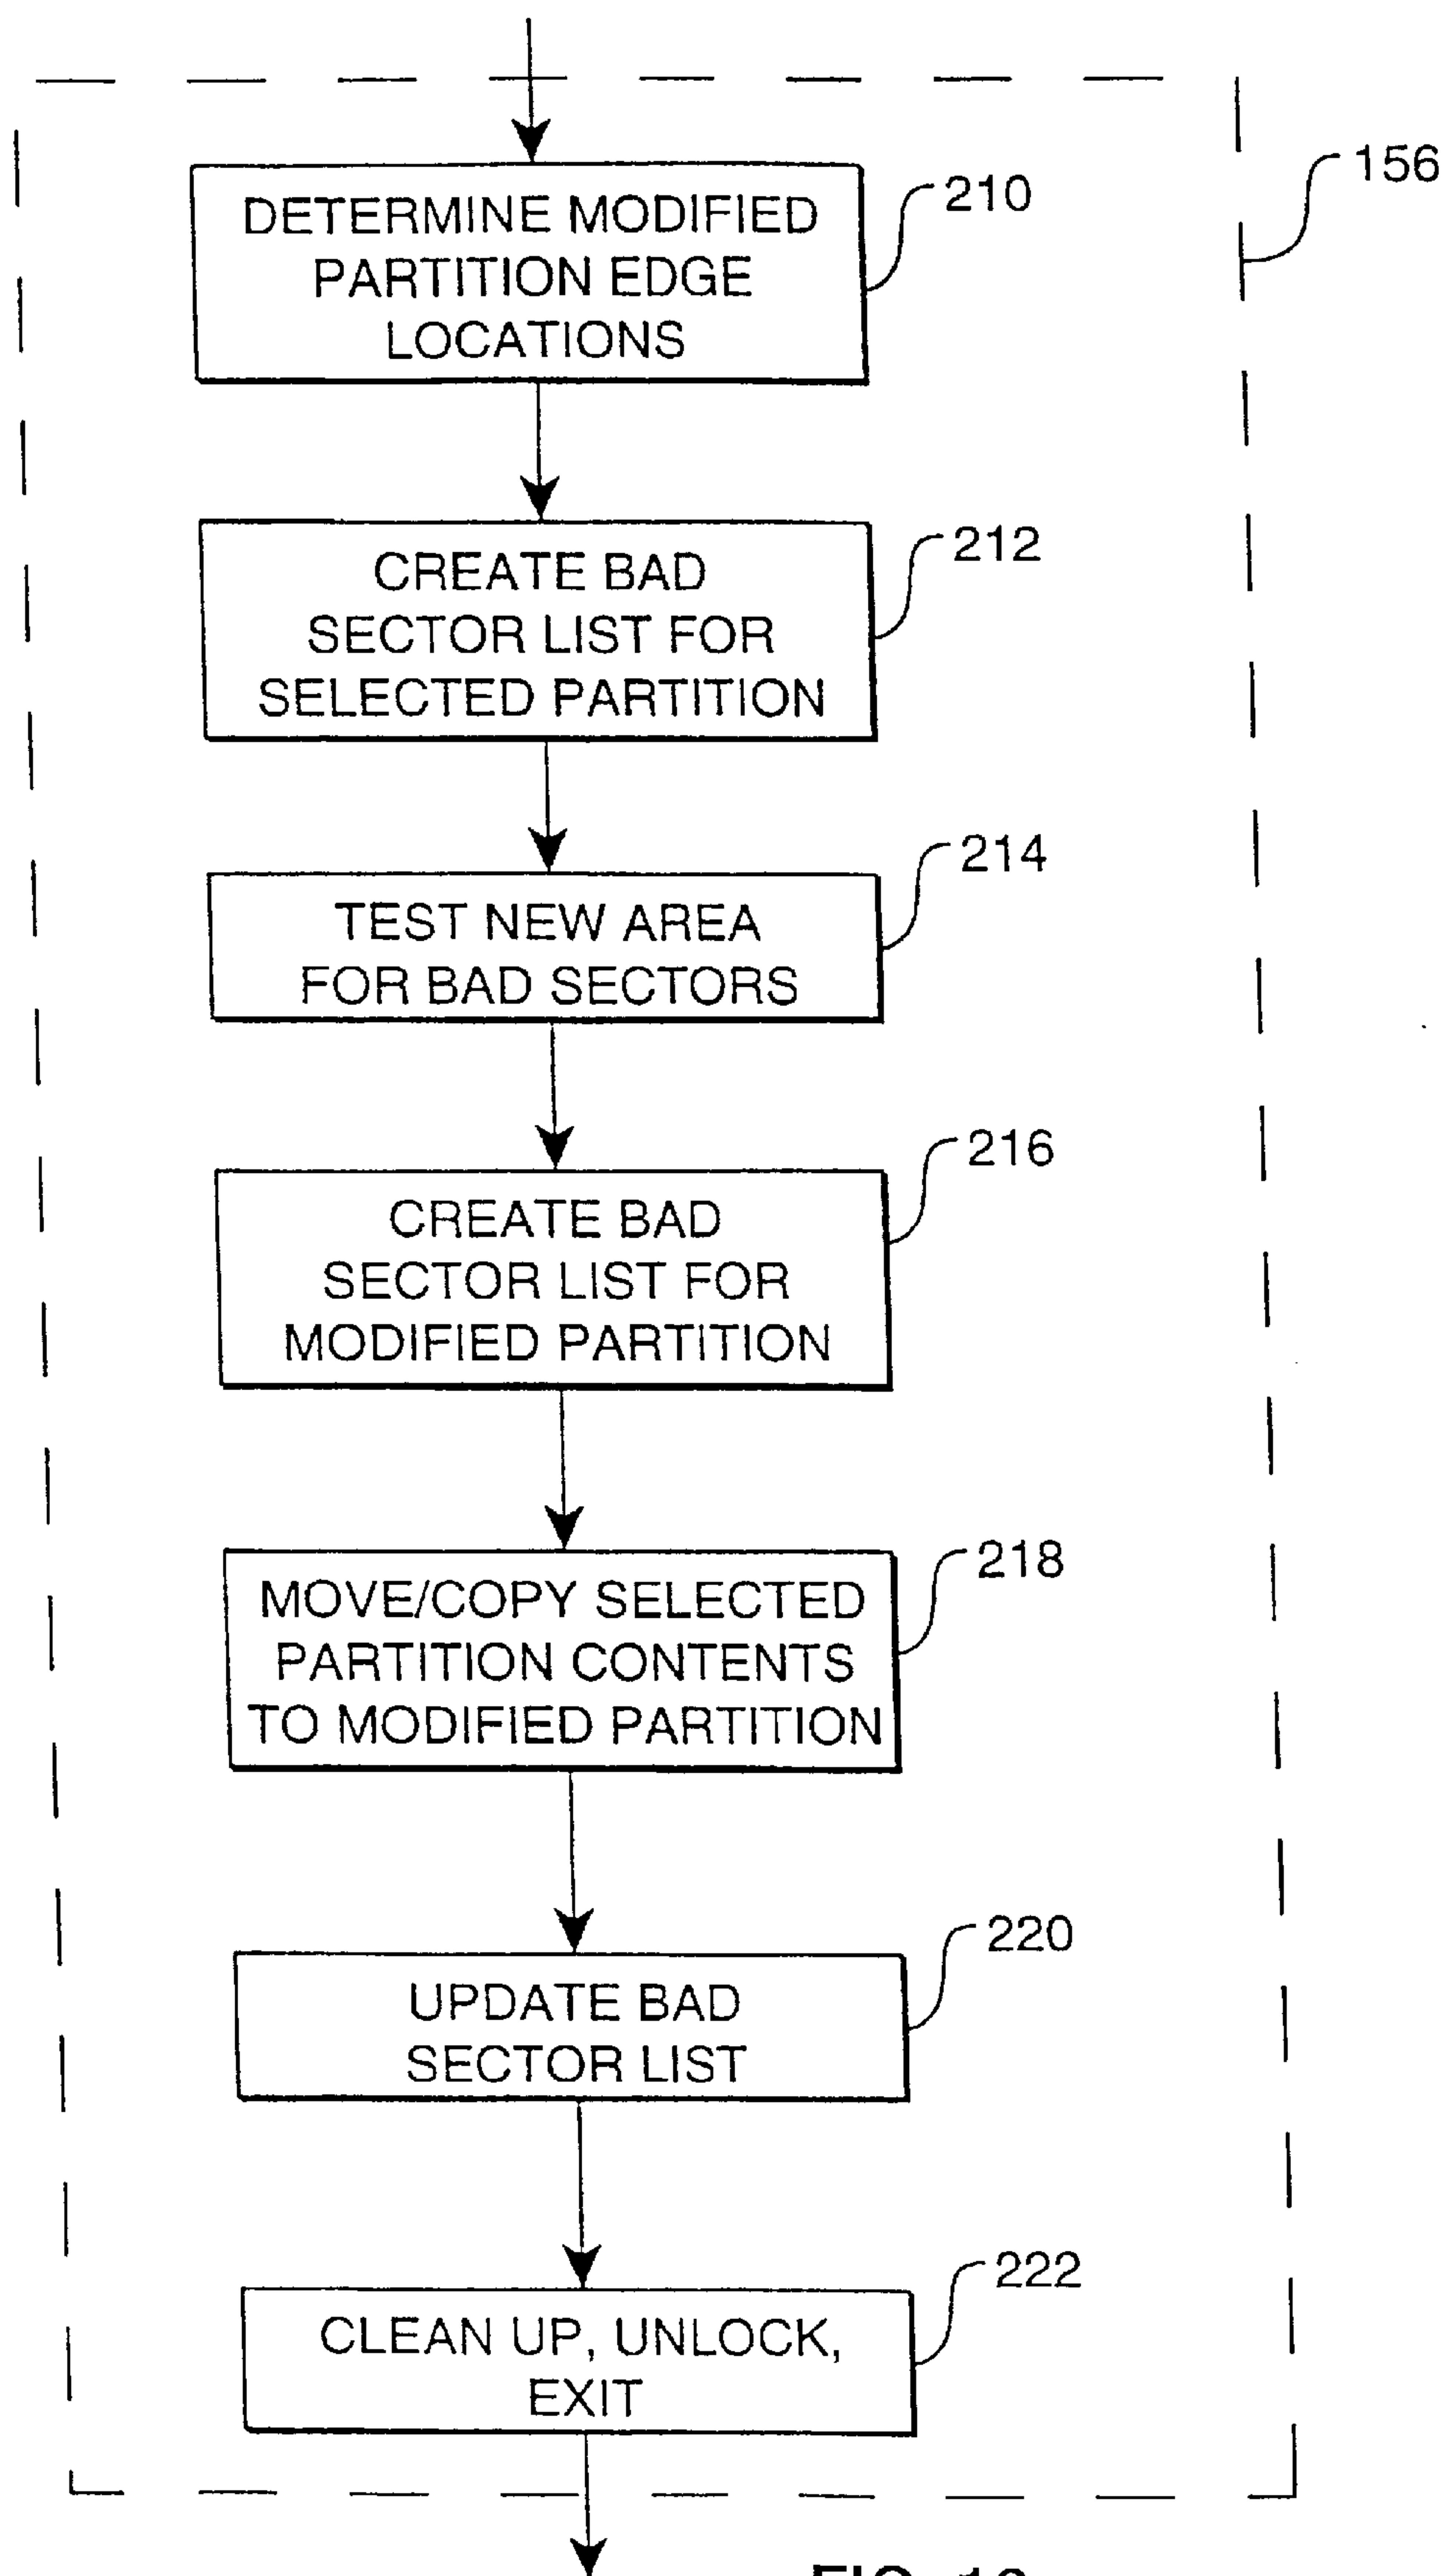 156
210
DETERMINE MODIFIED
PARTITION EDGE
LOCATIONS
212
CREATE BAD
SECTOR LIST FOR
SELECTED PARTITION
214
TEST NEW AREA
FOR BAD SECTORS
216
CREATE BAD
SECTOR LIST FOR
MODIFIED PARTITION
218
MOVE/COPY SELECTED
PARTITION CONTENTS
TO MODIFIED PARTITION
220
UPDATE BAD
SECTOR LIST
222
CLEAN UP, UNLOCK,
EXIT